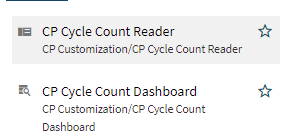 CP Cycle Count Reader
CP Customization/CP Cycle Count Reader
CP Cycle Count Dashboard
CP Customization/CP Cycle Count
Dashboard